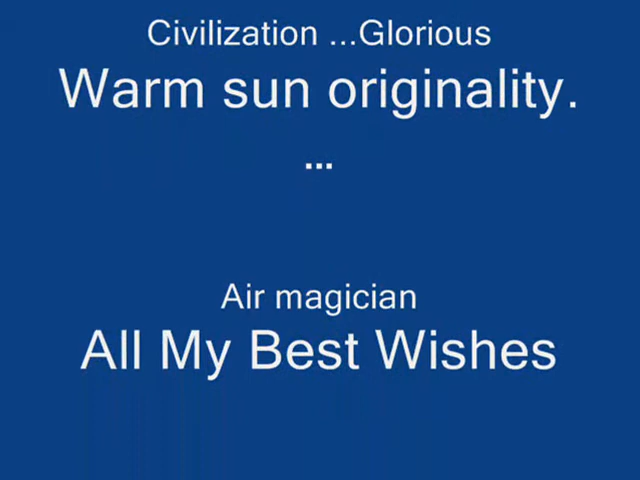 Civilization ...Glorious
Warm sun originality.
...
Air magician
All My Best Wishes